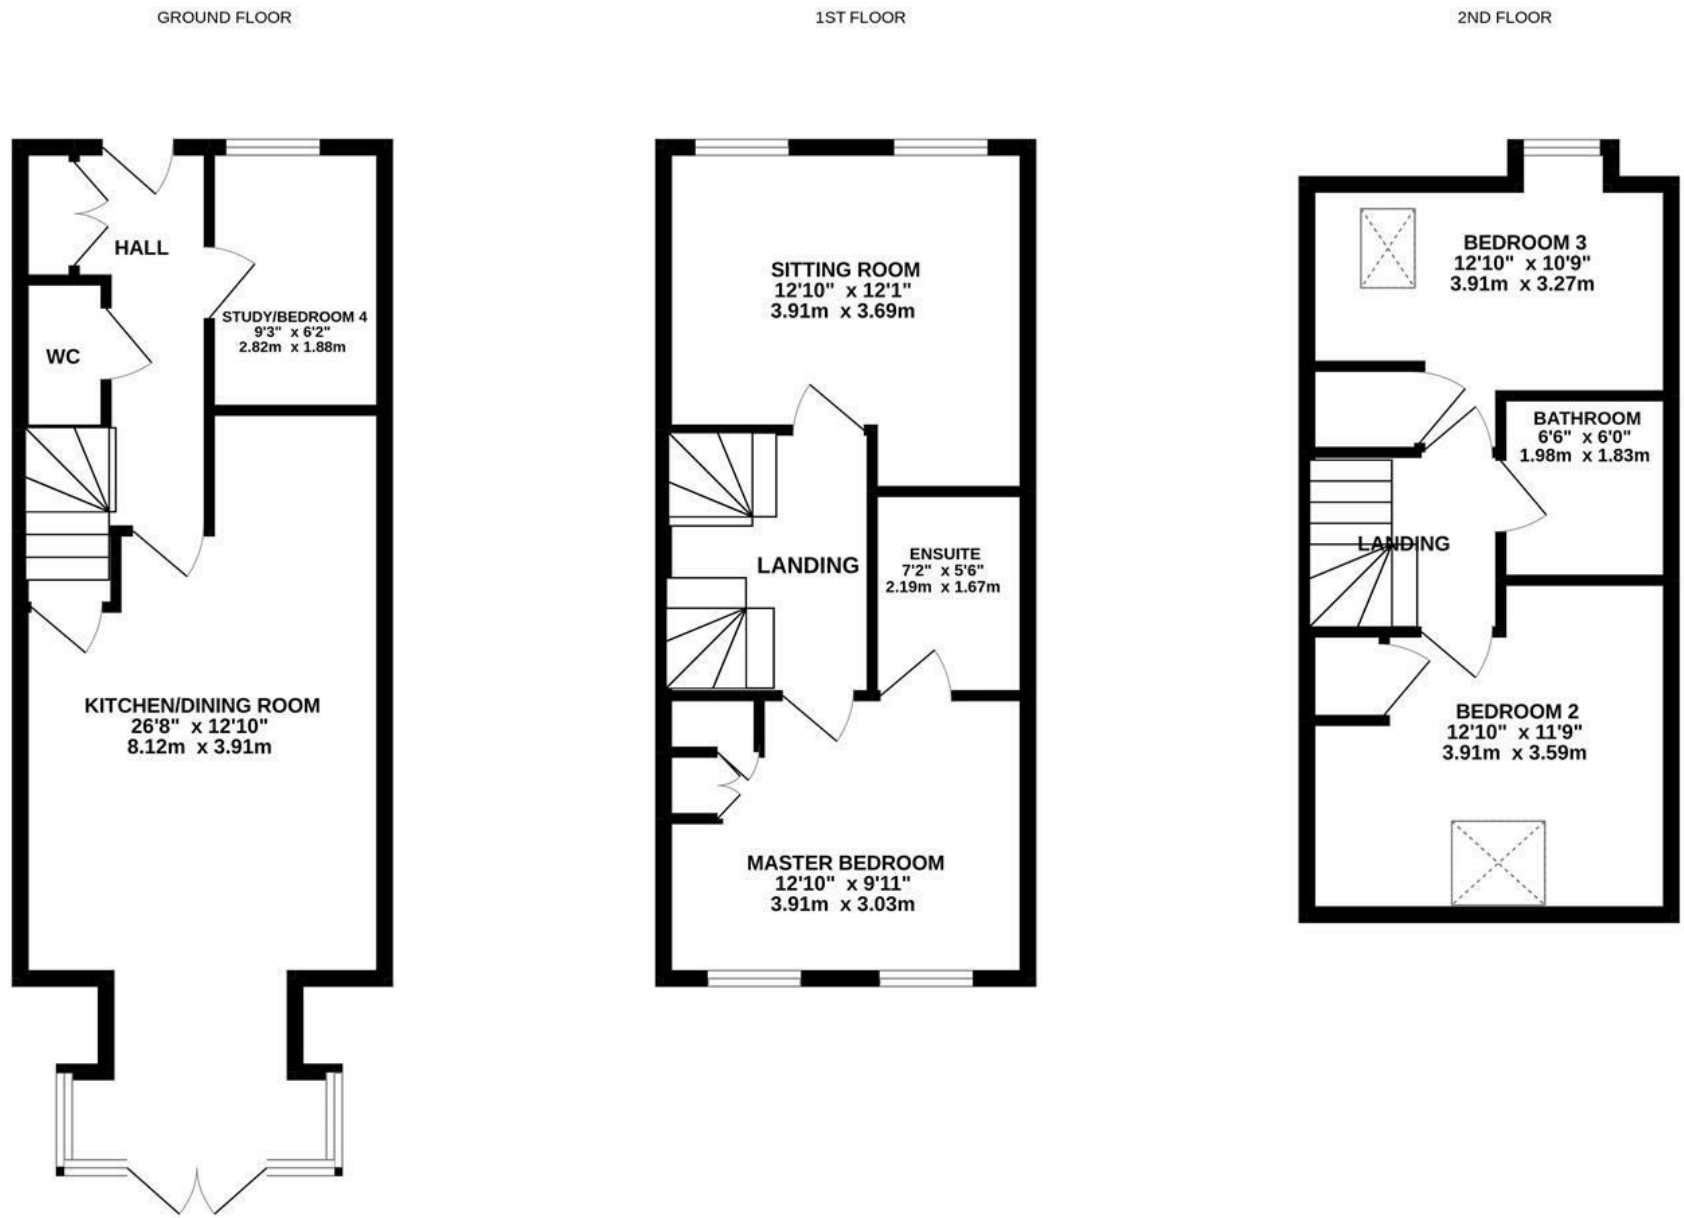 GROUND FLOOR
HALL
STUDY/BEDROOM 4
9'3" x 6'2"
2.82m x 1.88m
WC
KITCHEN/DINING ROOM
26'8" x 12'10"
8.12m x 3.91m
1ST FLOOR
SITTING ROOM
12'10" x 12'1"
3.91m x 3.69m
LANDING
ENSUITE
7'2" x 5'6"
2.19m x 1.67m
MASTER BEDROOM
12'10" x 9'11"
3.91m x 3.03m
2ND FLOOR
BEDROOM 3
12'10" x 10'9"
3.91m x 3.27m
BATHROOM
6'6" x 6'0"
1.98m x 1.83m
LANDING
BEDROOM 2
12'10" x 11'9"
3.91m x 3.59m